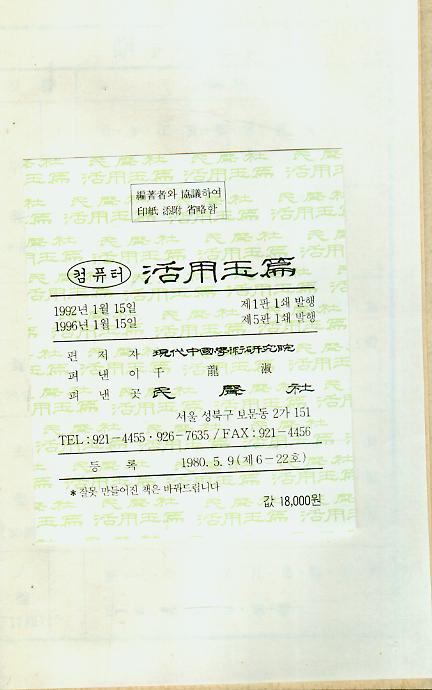 編著者와 協議하여
印紙 添附 省略함
컴퓨터 活用玉篇
1992년 1월 15일 제1판 1쇄 발행
1996년 1월 15일 제5판 1쇄 발행
편 저 자 現代中國學術研究院
펴 낸 이 千 龍 淑
펴 낸 곳 民聲社
서울 성북구 보문동 2가 151
TEL : 921-4455 · 926-7635 / FAX : 921-4456
등 록 1980. 5. 9 (제6-22호)
* 잘못 만들어진 책은 바꿔드립니다
값 18,000원